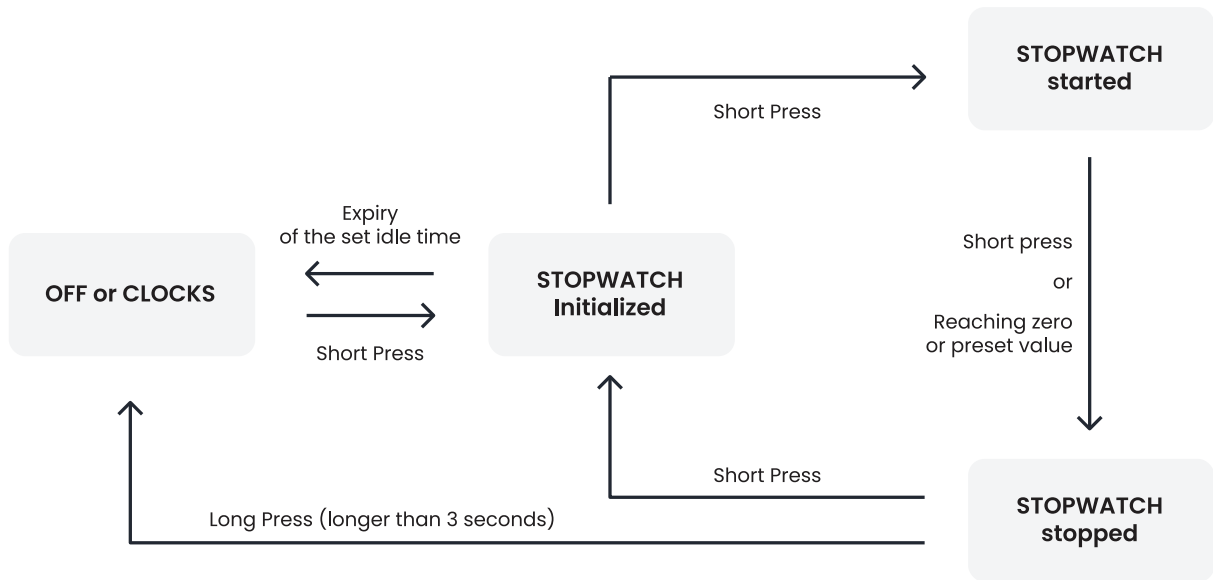 STOPWATCH
started
Short Press
Expiry
of the set idle time
OFF or CLOCKS
STOPWATCH
Initialized
Short Press
Short press
or
Reaching zero
or preset value
Short Press
Long Press (longer than 3 seconds)
STOPWATCH
stopped